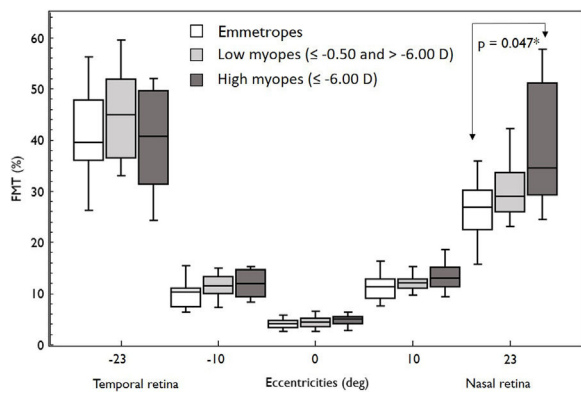 60
50
40
30
20
10
0
FMT (%)
Emmetropes
Low myopes (≤ -0.50 and > -6.00 D)
High myopes (≤ -6.00 D)
p = 0.047*
-23
-10
0
10
23
Temporal retina
Eccentricities (deg)
Nasal retina